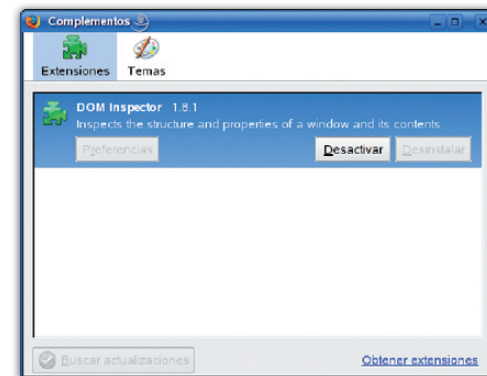 Complementos
Extensiones Temas
DOM Inspector 1.8.1
Inspects the structure and properties of a window and its contents
Preferencias Desactivar Desinstalar
Buscar actualizaciones Obtener extensiones